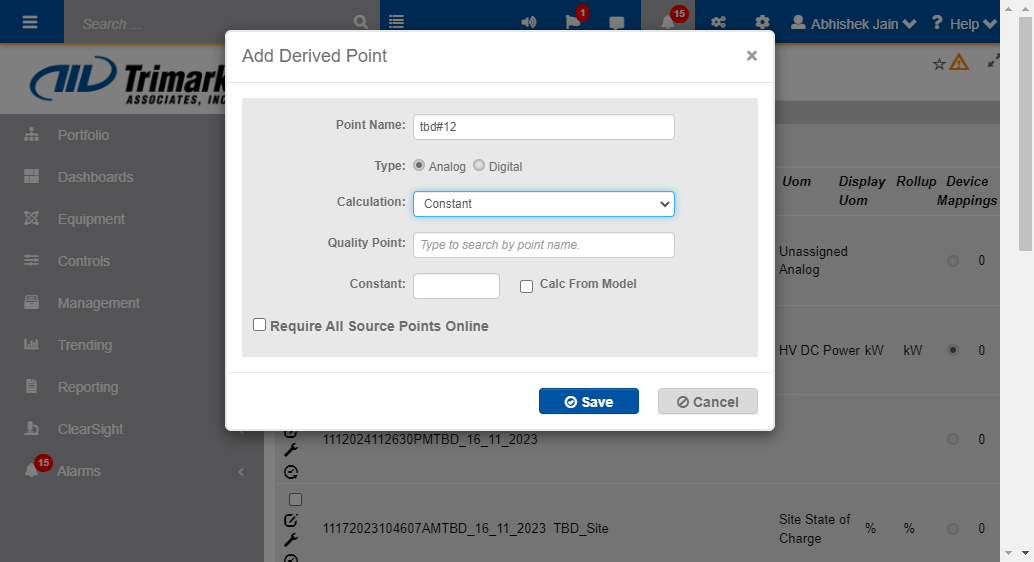 Search ...
1
15
Abhishek Jain
? Help
Add Derived Point
×
Trimark
ASSOCIATES, INC
Point Name:
tbd#12
Type:
Analog
Digital
Calculation:
Constant
Quality Point:
Type to search by point name.
Constant:
Calc From Model
Require All Source Points Online
Save
Cancel
Portfolio
Dashboards
Equipment
Controls
Management
Trending
Reporting
ClearSight
15
Alarms
Uom
Display Uom
Rollup
Device Mappings
Unassigned Analog
0
HV DC Power
kW
kW
0
1112024112630PMTBD_16_11_2023
0
11172023104607AMTBD_16_11_2023
TBD_Site
Site State of Charge
%
%
0